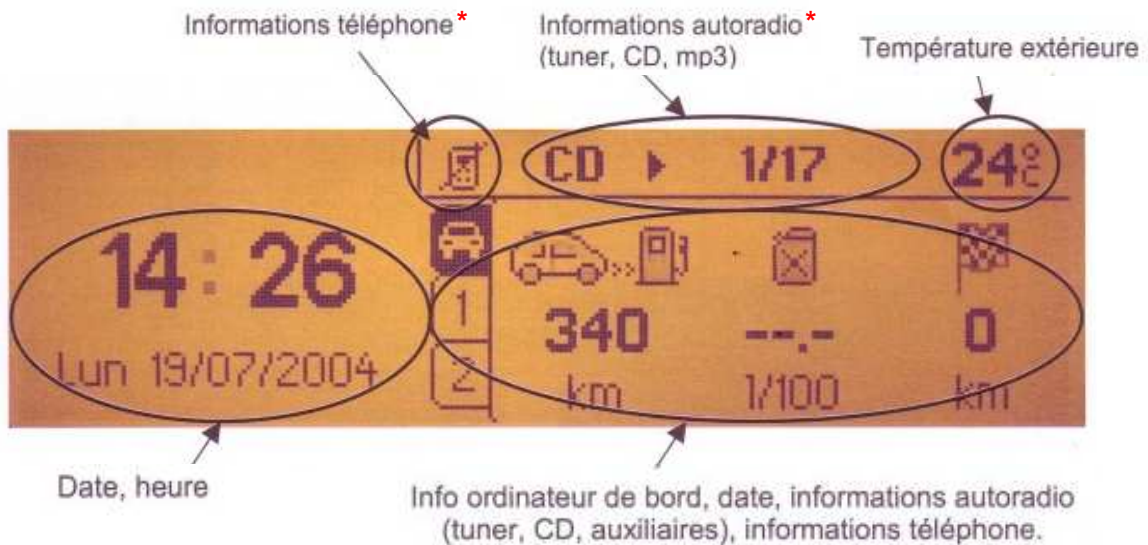 Informations téléphone*
Informations autoradio*
(tuner, CD, mp3)
Température extérieure
CD 1/17
24°C
14:26
Lun 19/07/2004
1
2
340
--.-
0
km
1/100
km
Date, heure
Info ordinateur de bord, date, informations autoradio
(tuner, CD, auxiliaires), informations téléphone.